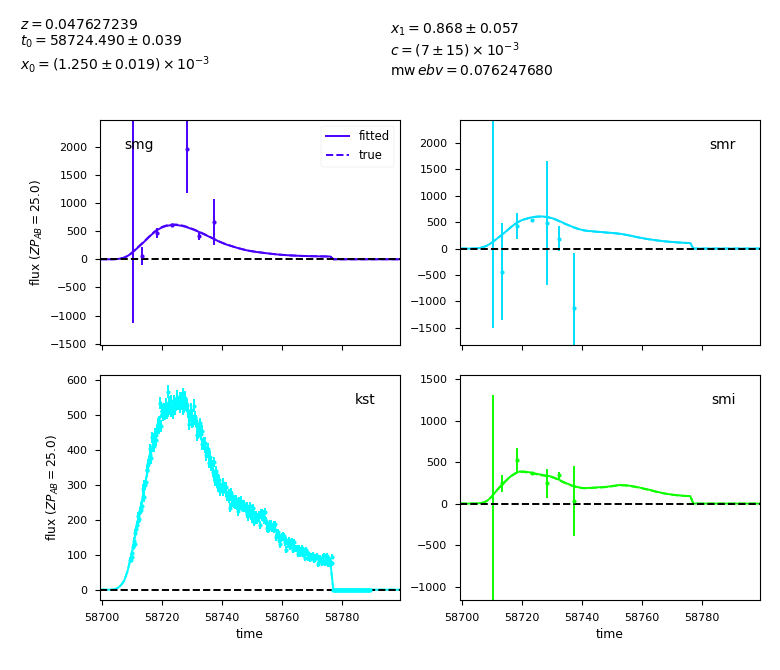 z = 0.047627239
t₀ = 58724.490 ± 0.039
x₀ = (1.250 ± 0.019) × 10⁻³
x₁ = 0.868 ± 0.057
c = (7 ± 15) × 10⁻³
mw ebv = 0.076247680
smg
fitted
true
2000
1500
1000
500
0
−500
−1000
−1500
flux (ZP_AB = 25.0)
smr
2000
1500
1000
500
0
−500
−1000
−1500
kst
600
500
400
300
200
100
0
flux (ZP_AB = 25.0)
58700 58720 58740 58760 58780
time
smi
1500
1000
500
0
−500
−1000
58700 58720 58740 58760 58780
time